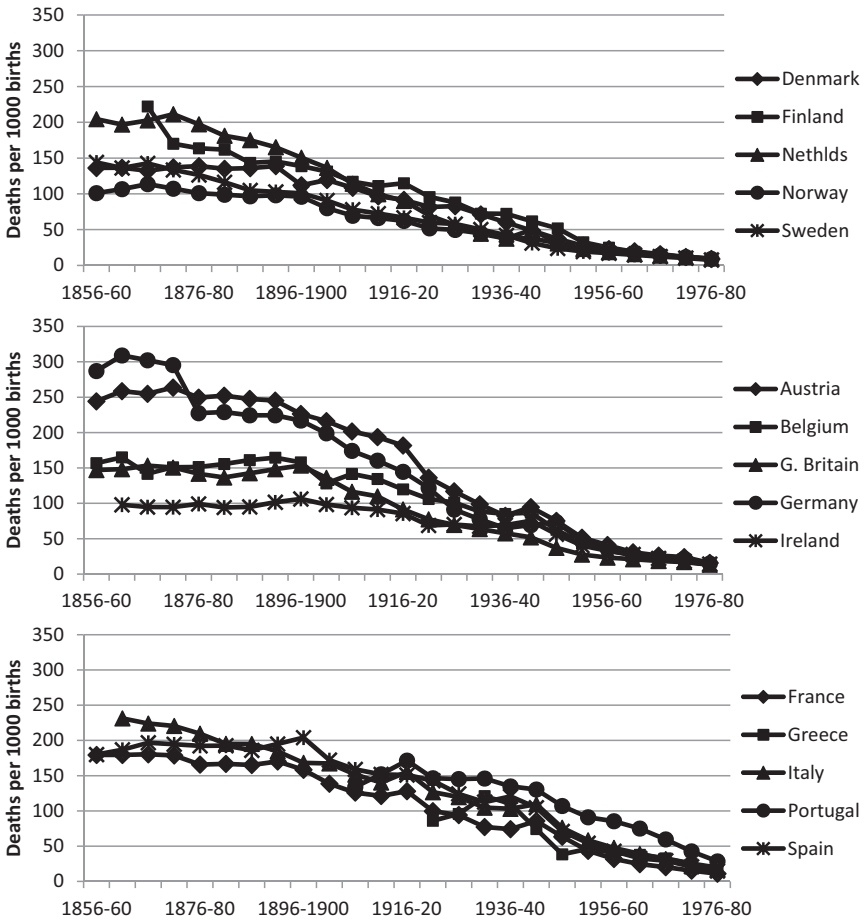 350
300
250
200
150
100
50
0
Deaths per 1000 births
1856-60 1876-80 1896-1900 1916-20 1936-40 1956-60 1976-80
Denmark
Finland
Nethlds
Norway
Sweden
350
300
250
200
150
100
50
0
Deaths per 1000 births
1856-60 1876-80 1896-1900 1916-20 1936-40 1956-60 1976-80
Austria
Belgium
G. Britain
Germany
Ireland
350
300
250
200
150
100
50
0
Deaths per 1000 births
1856-60 1876-80 1896-1900 1916-20 1936-40 1956-60 1976-80
France
Greece
Italy
Portugal
Spain